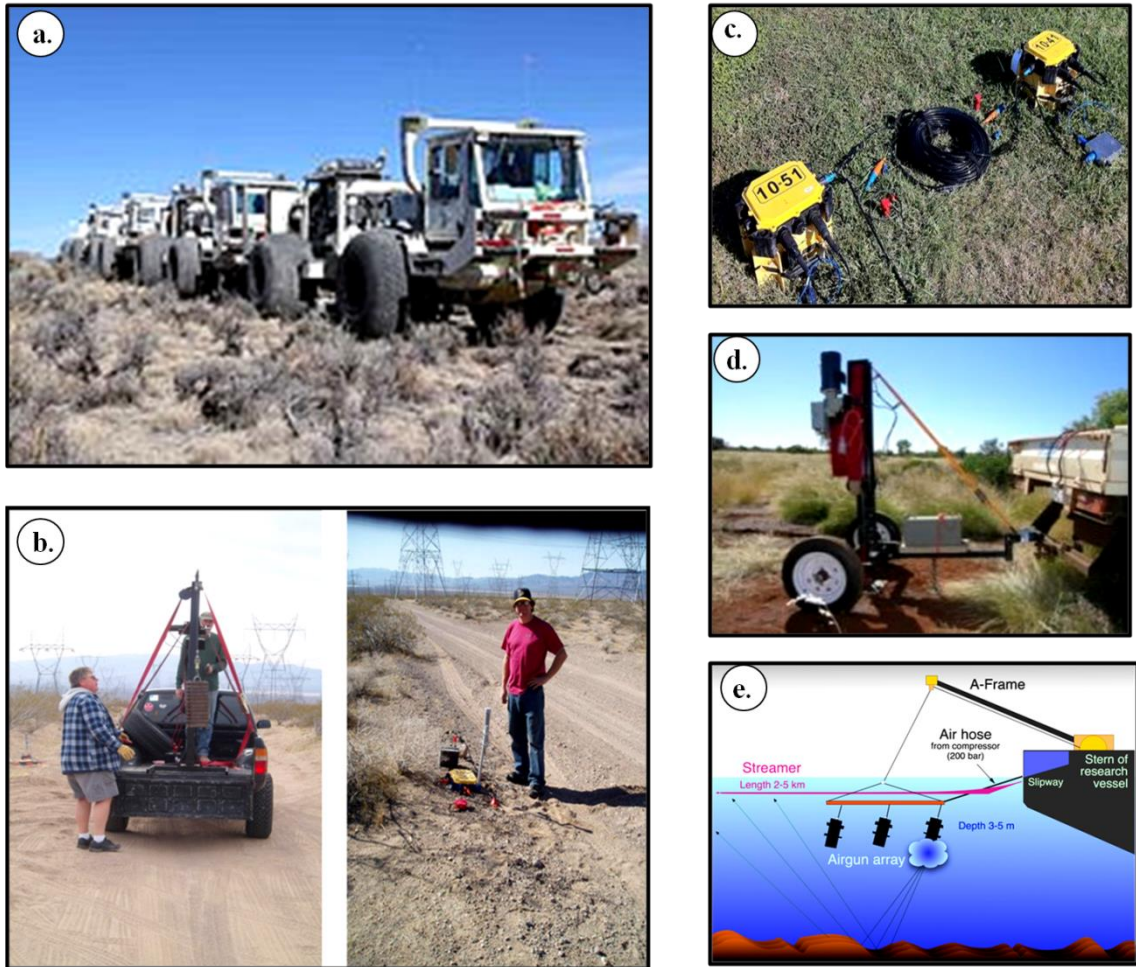 a.
b.
c.
10-41
10-51
d.
e.
A-Frame
Air hose
from compressor
(200 bar)
Streamer
Length 2-5 km
Slipway
Stern of
research
vessel
Depth 3-5 m
Airgun array